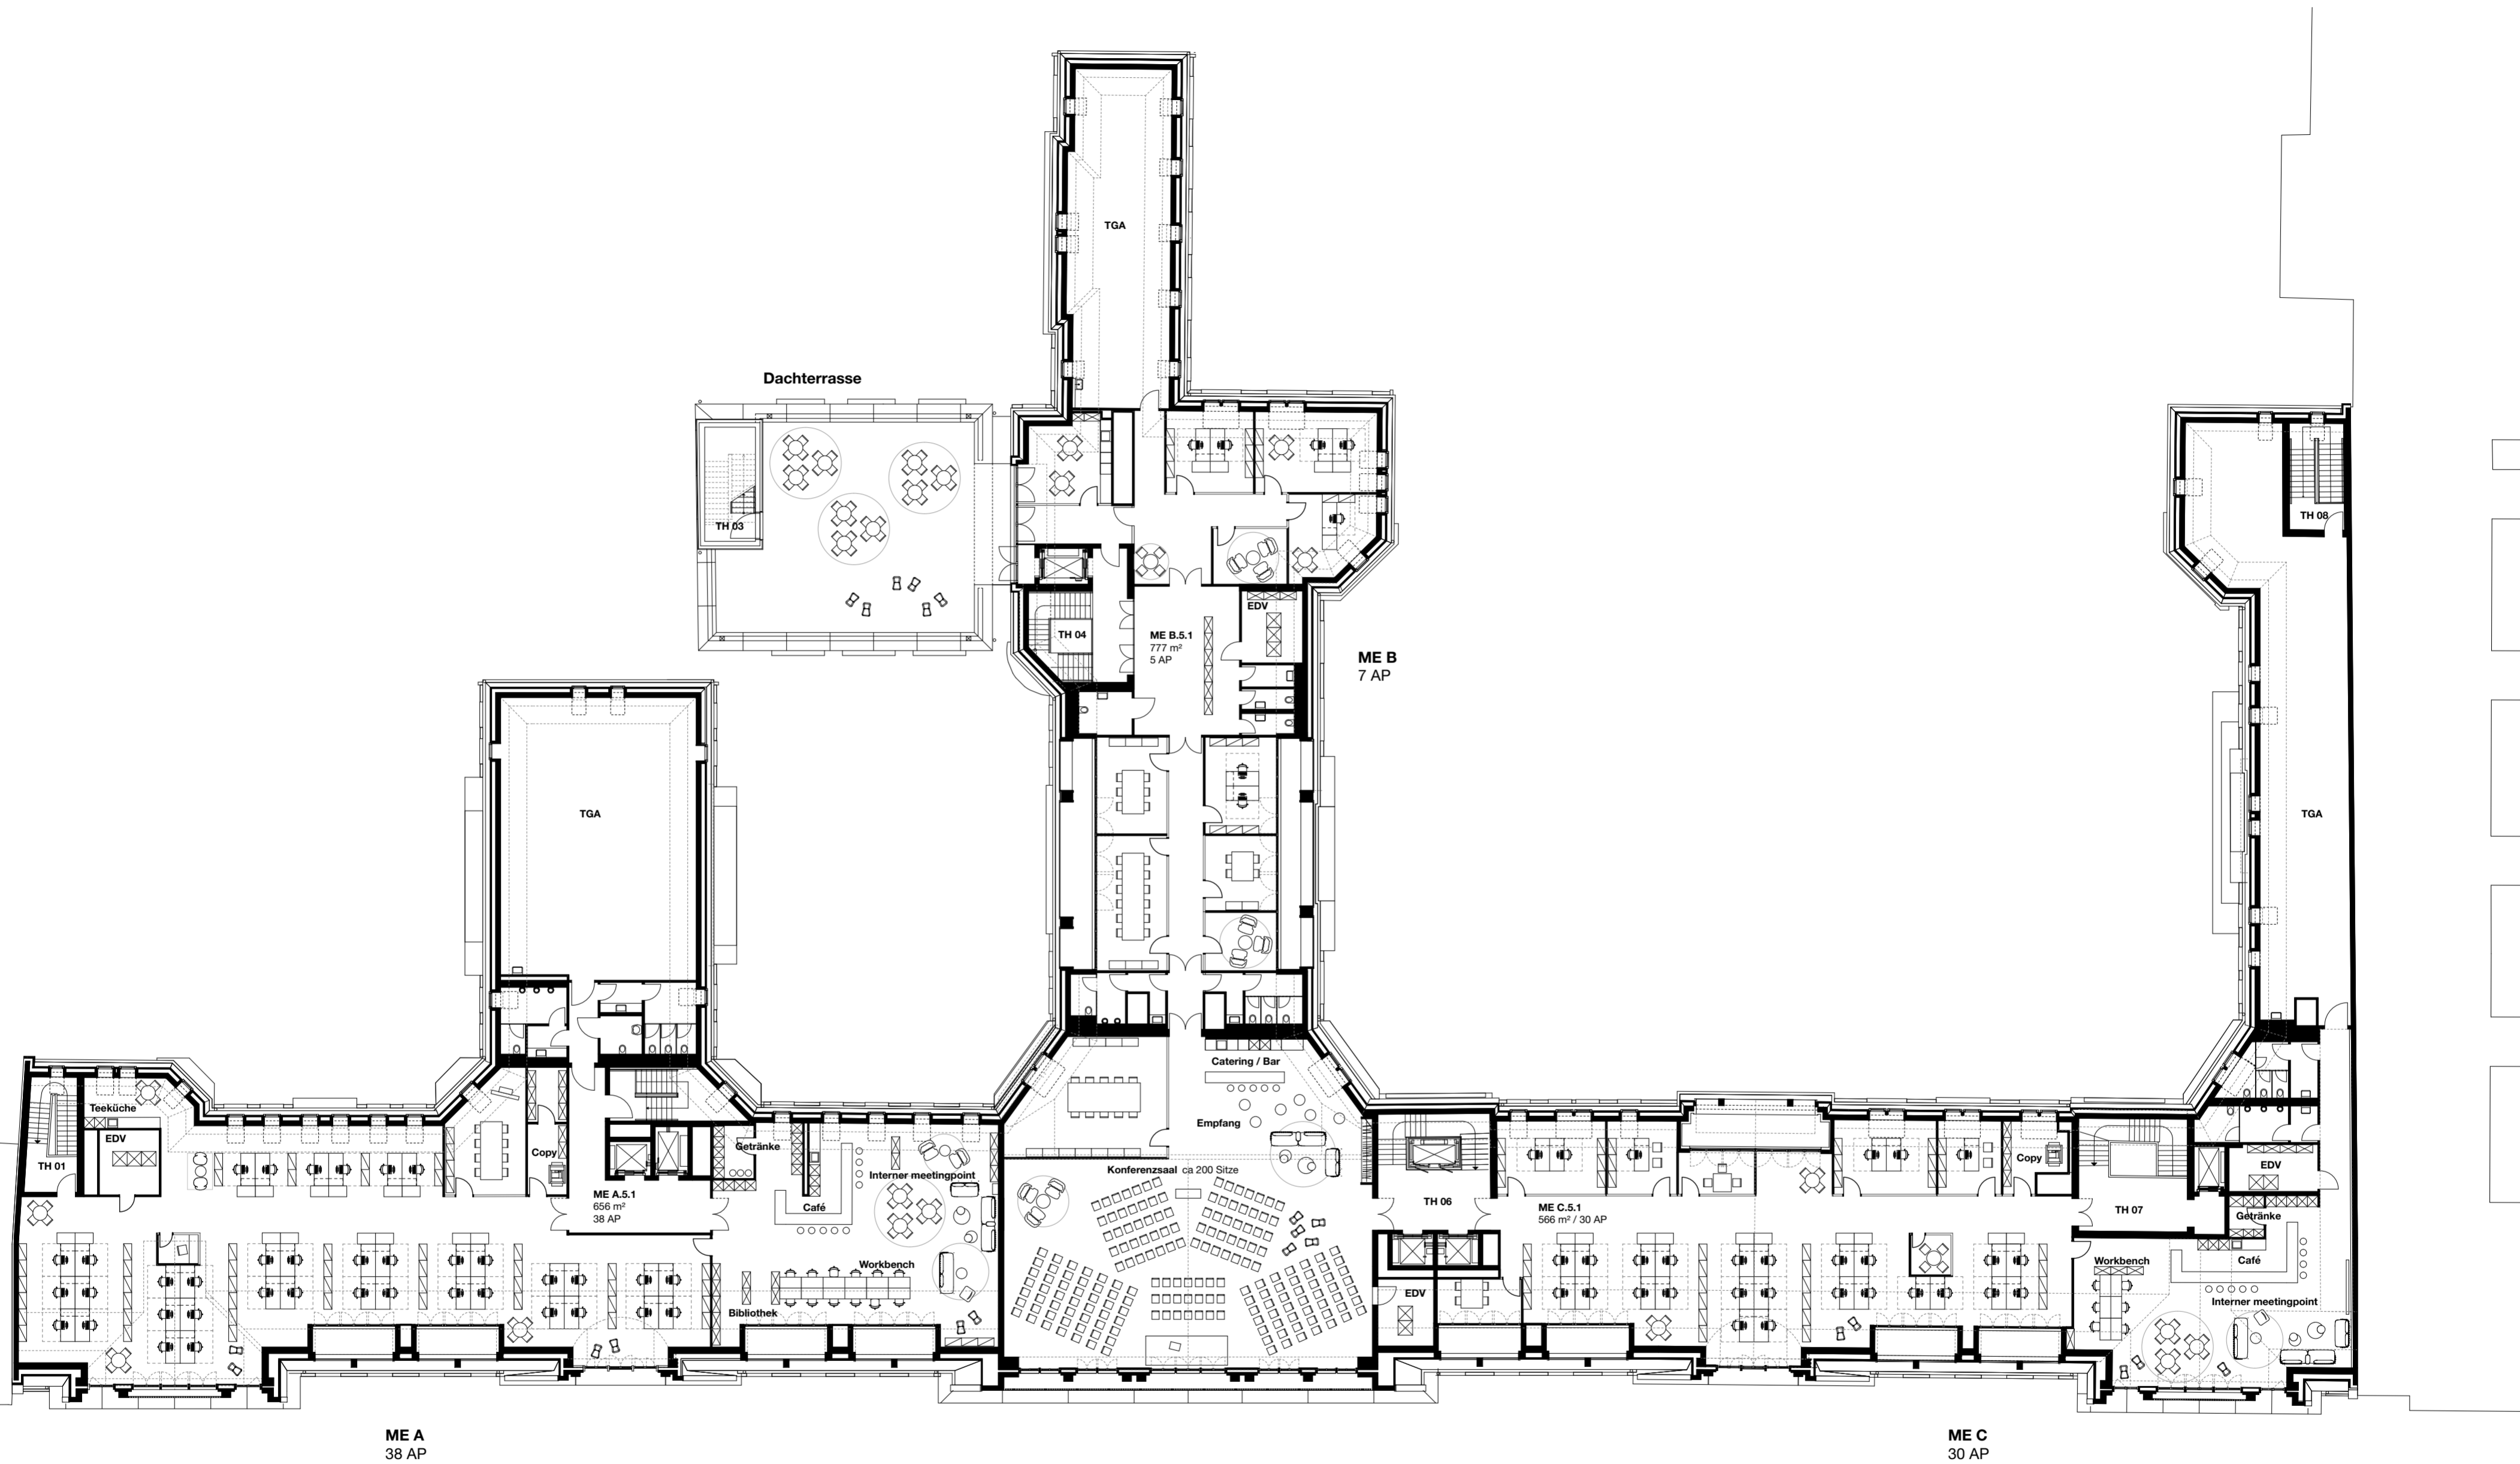 TGA
Dachterrasse
TH 03
TH 08
EDV
TH 04
ME B.5.1
777 m²
5 AP
ME B
7 AP
TGA
TGA
Catering / Bar
Empfang
Teeküche
EDV
TH 01
Copy
Getränke
Interner meetingpoint
ME A.5.1
656 m²
38 AP
Café
Workbench
Bibliothek
Konferenzsaal ca 200 Sitze
TH 06
ME C.5.1
566 m² / 30 AP
EDV
Copy
TH 07
EDV
Getränke
Café
Workbench
Interner meetingpoint
ME A
38 AP
ME C
30 AP